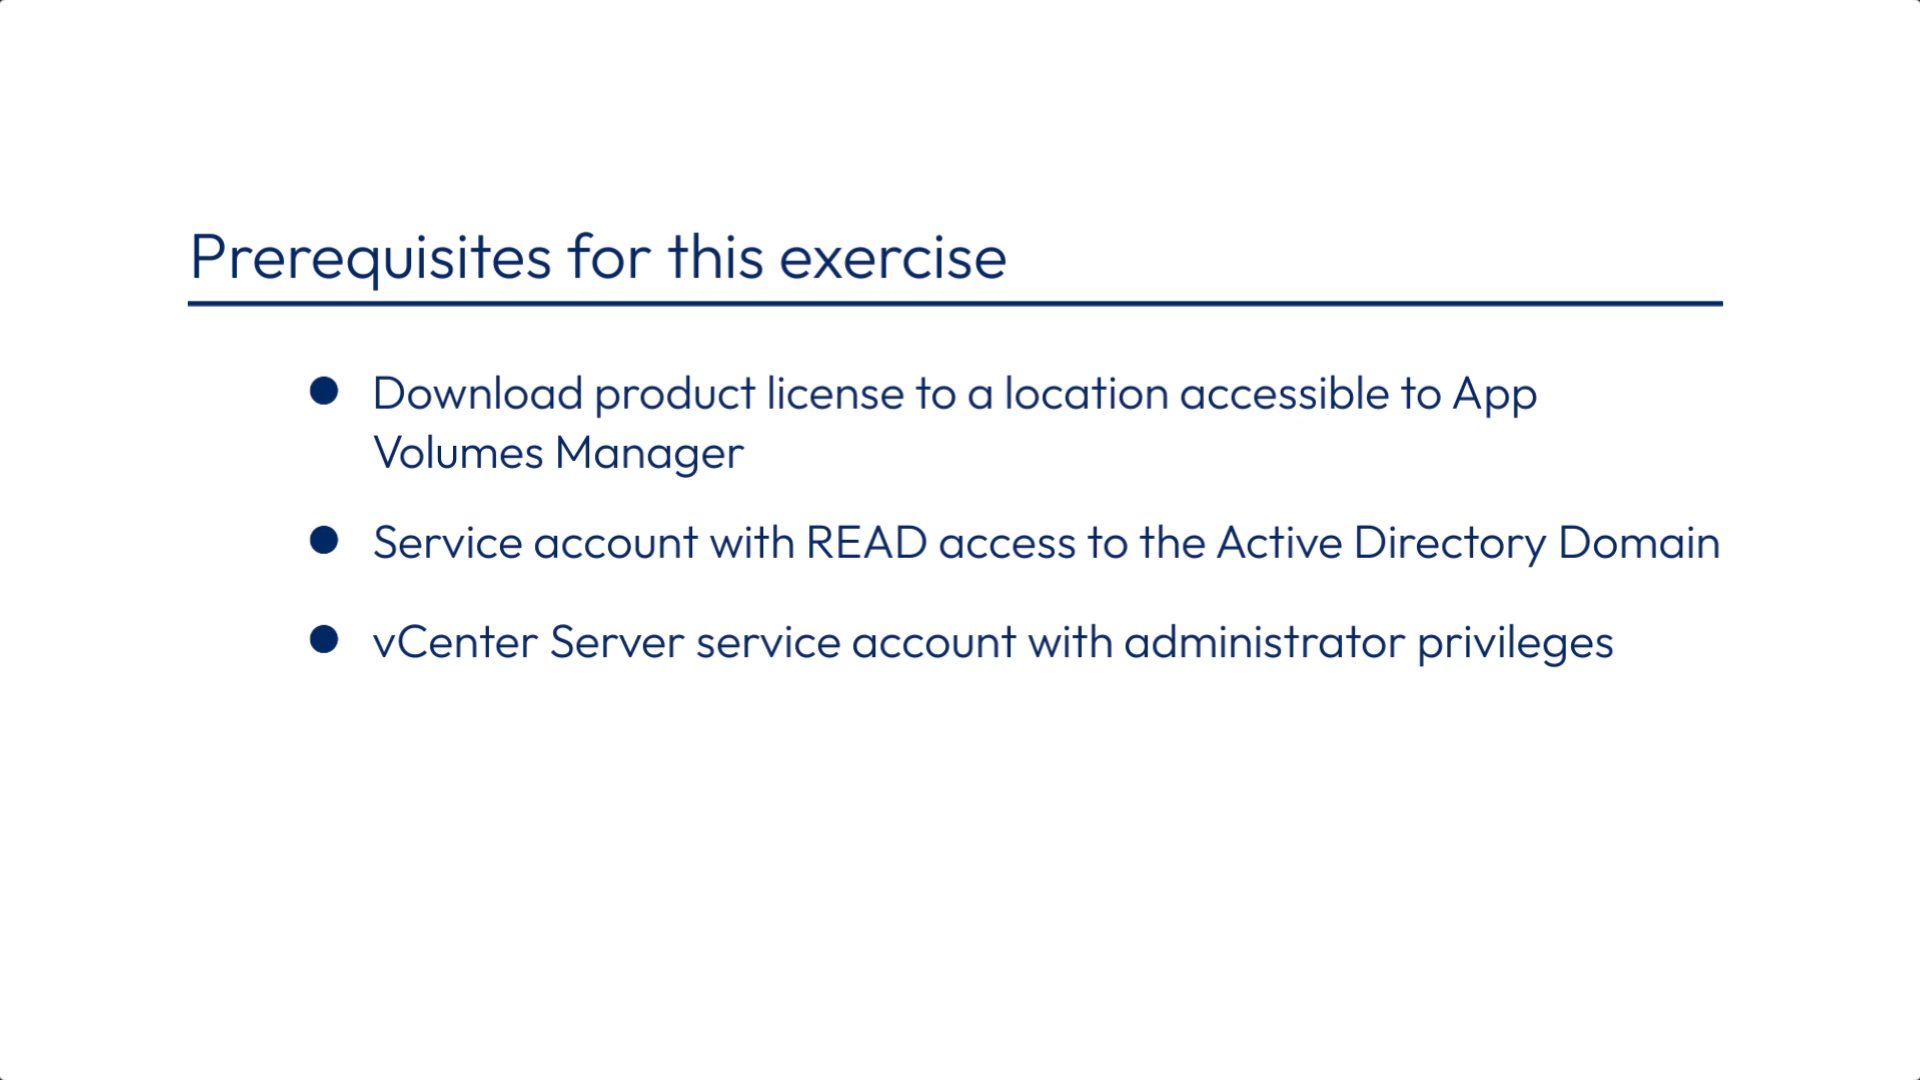 Prerequisites for this exercise
Download product license to a location accessible to App
Volumes Manager
Service account with READ access to the Active Directory Domain
vCenter Server service account with administrator privileges